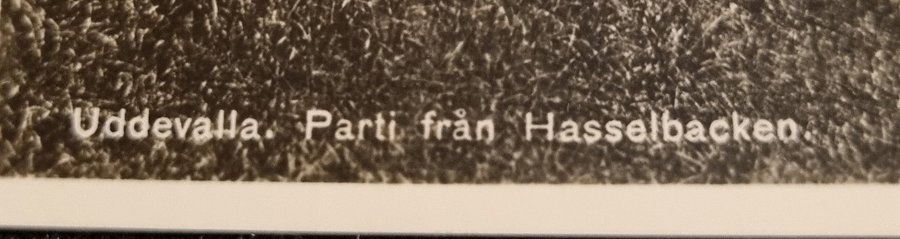 Uddevalla. Parti från Hasselbacken.